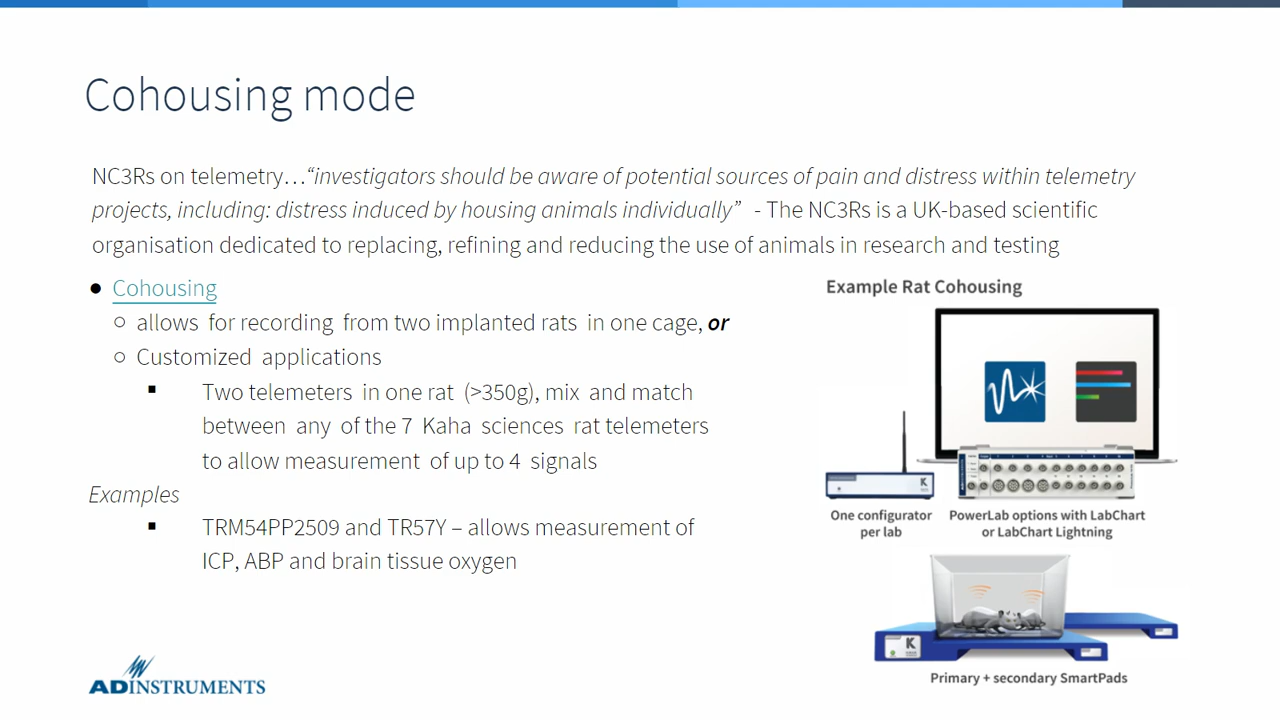 Cohousing mode
NC3Rs on telemetry…“investigators should be aware of potential sources of pain and distress within telemetry
projects, including: distress induced by housing animals individually” - The NC3Rs is a UK-based scientific
organisation dedicated to replacing, refining and reducing the use of animals in research and testing
● Cohousing
○ allows for recording from two implanted rats in one cage, or
○ Customized applications
▪ Two telemeters in one rat (>350g), mix and match
between any of the 7 Kaha sciences rat telemeters
to allow measurement of up to 4 signals
Examples
▪ TRM54PP2509 and TR57Y – allows measurement of
ICP, ABP and brain tissue oxygen
Example Rat Cohousing
One configurator
per lab
PowerLab options with LabChart
or LabChart Lightning
K
Primary + secondary SmartPads
ADINSTRUMENTS